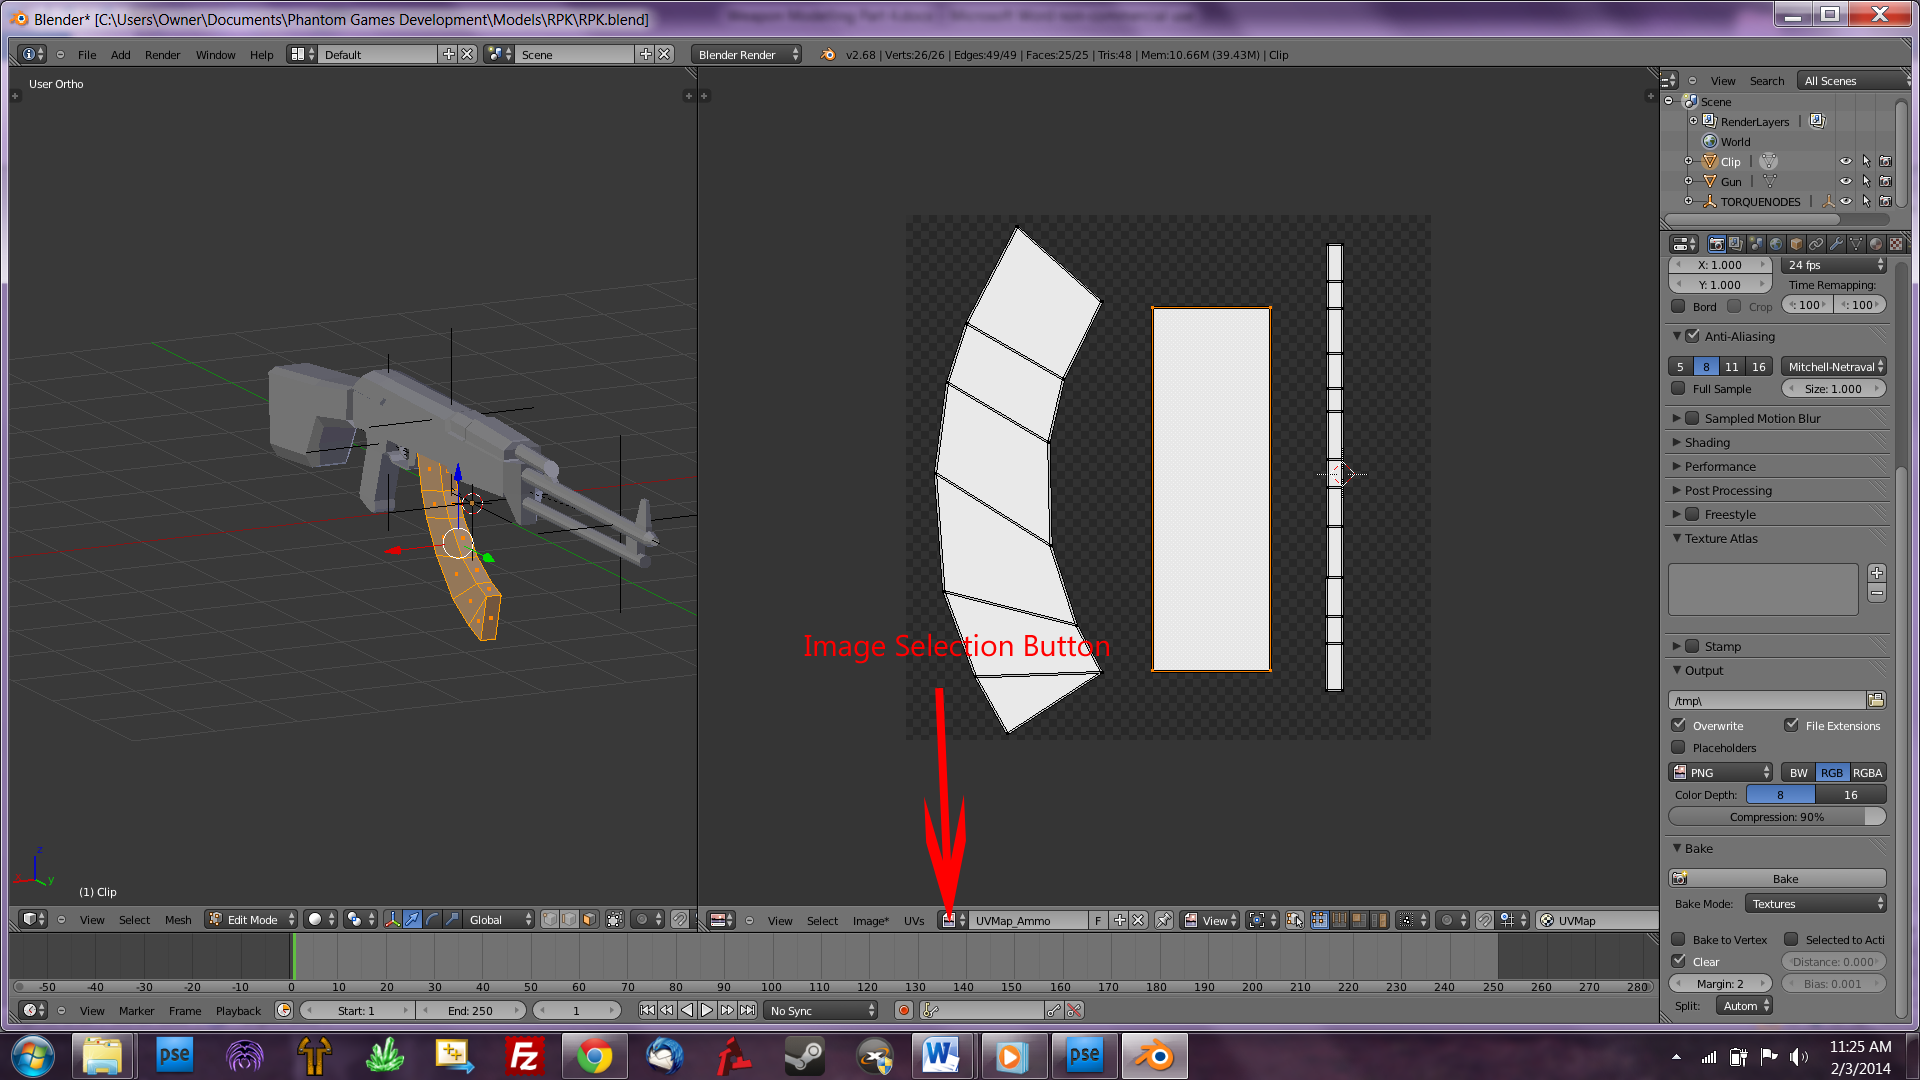 Blender* [C:\Users\Owner\Documents\Phantom Games Development\Models\RPK\RPK.blend]
File Add Render Window Help Default Scene Blender Render v2.68 | Verts:26/26 | Edges:49/49 | Faces:25/25 | Tris:48 | Mem:10.66M (39.43M) | Clip
User Ortho
View Search All Scenes
Scene
RenderLayers |
World
Clip |
Gun |
TORQUENODES |
X: 1.000 24 fps
Y: 1.000 Time Remapping:
Bord Crop : 100 : 100
Anti-Aliasing
5 8 11 16 Mitchell-Netraval
Full Sample Size: 1.000
Sampled Motion Blur
Shading
Performance
Post Processing
Freestyle
Texture Atlas
Stamp
Output
/tmp\
Overwrite File Extensions
Placeholders
PNG BW RGB RGBA
Color Depth: 8 16
Compression: 90%
Bake
Bake
Bake Mode: Textures
Bake to Vertex Selected to Acti
Clear Distance: 0.000
Margin: 2 Bias: 0.001
Split: Autom
Image Selection Button
z
x y
(1) Clip
View Select Mesh Edit Mode Global
View Select Image* UVs UVMap_Ammo F View UVMap
-50 -40 -30 -20 -10 0 10 20 30 40 50 60 70 80 90 100 110 120 130 140 150 160 170 180 190 200 210 220 230 240 250 260 270 280
View Marker Frame Playback Start: 1 End: 250 1 No Sync
pse Fz W pse
11:25 AM
2/3/2014